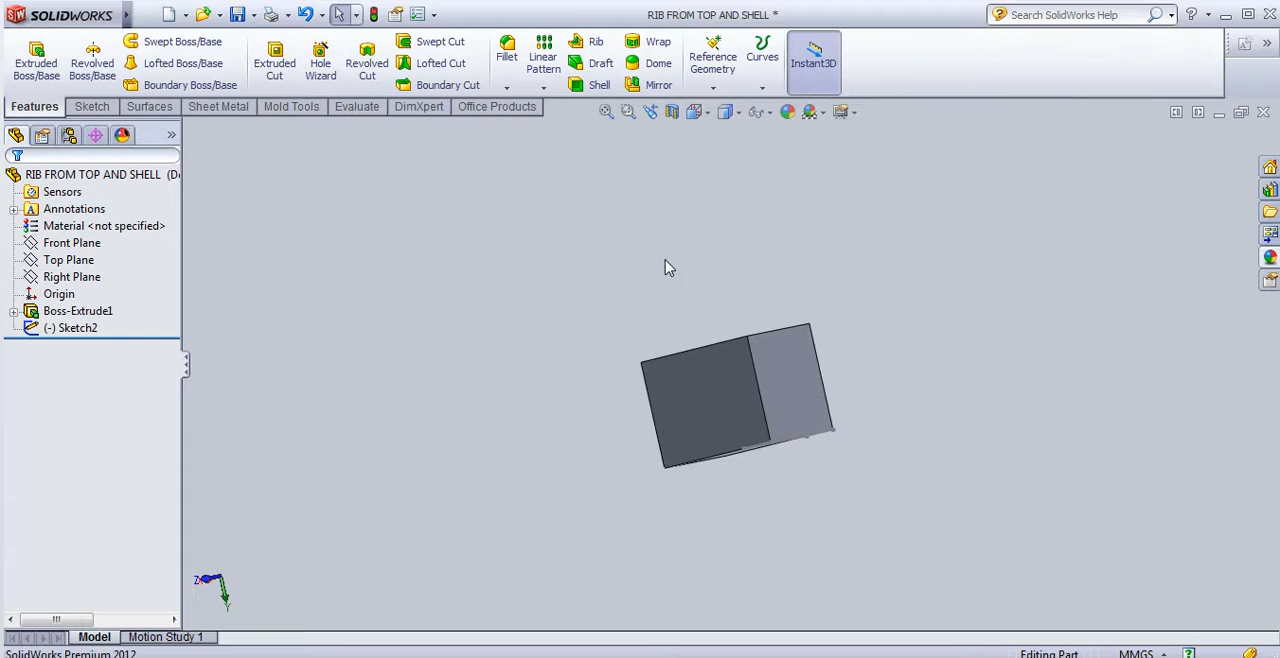 SOLIDWORKS
RIB FROM TOP AND SHELL *
Search SolidWorks Help
Extruded Boss/Base
Revolved Boss/Base
Swept Boss/Base
Lofted Boss/Base
Boundary Boss/Base
Extruded Cut
Hole Wizard
Revolved Cut
Swept Cut
Lofted Cut
Boundary Cut
Fillet
Linear Pattern
Rib
Draft
Shell
Wrap
Dome
Mirror
Reference Geometry
Curves
Instant3D
Features
Sketch
Surfaces
Sheet Metal
Mold Tools
Evaluate
DimXpert
Office Products
RIB FROM TOP AND SHELL (De
Sensors
Annotations
Material <not specified>
Front Plane
Top Plane
Right Plane
Origin
Boss-Extrude1
(-) Sketch2
Z
Y
Model
Motion Study 1
SolidWorks Premium 2012
Editing Part
MMGS